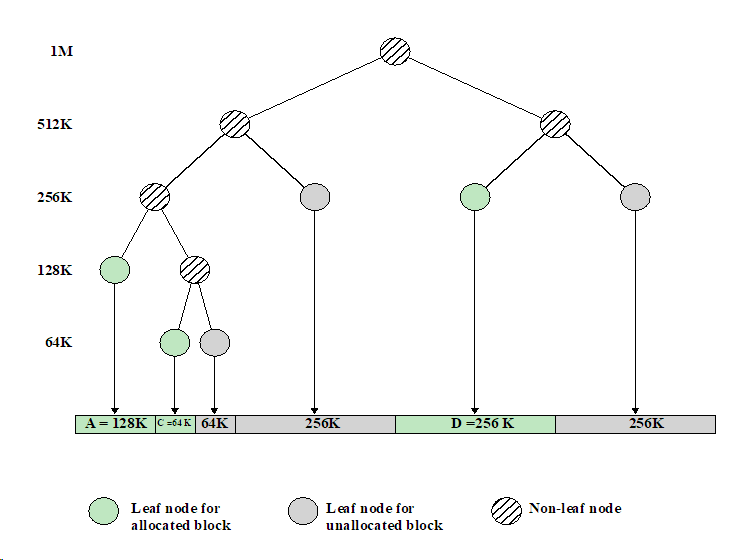 1M
512K
256K
128K
64K
A = 128K C =64 K 64K 256K D =256 K 256K
Leaf node for allocated block
Leaf node for unallocated block
Non-leaf node